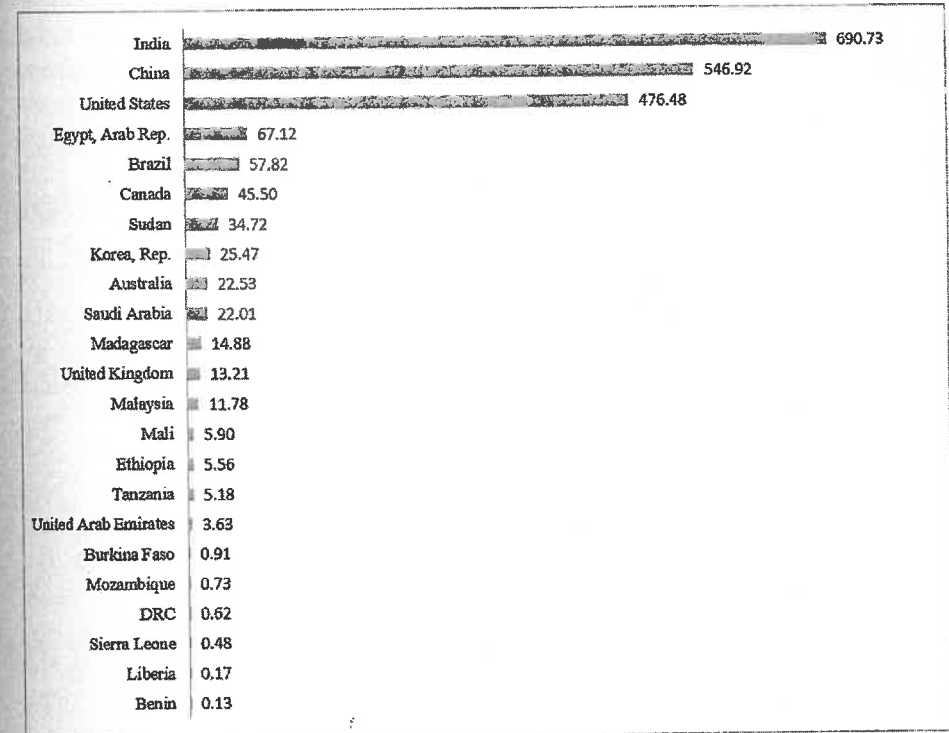 India 690.73
China 546.92
United States 476.48
Egypt, Arab Rep. 67.12
Brazil 57.82
Canada 45.50
Sudan 34.72
Korea, Rep. 25.47
Australia 22.53
Saudi Arabia 22.01
Madagascar 14.88
United Kingdom 13.21
Malaysia 11.78
Mali 5.90
Ethiopia 5.56
Tanzania 5.18
United Arab Emirates 3.63
Burkina Faso 0.91
Mozambique 0.73
DRC 0.62
Sierra Leone 0.48
Liberia 0.17
Benin 0.13